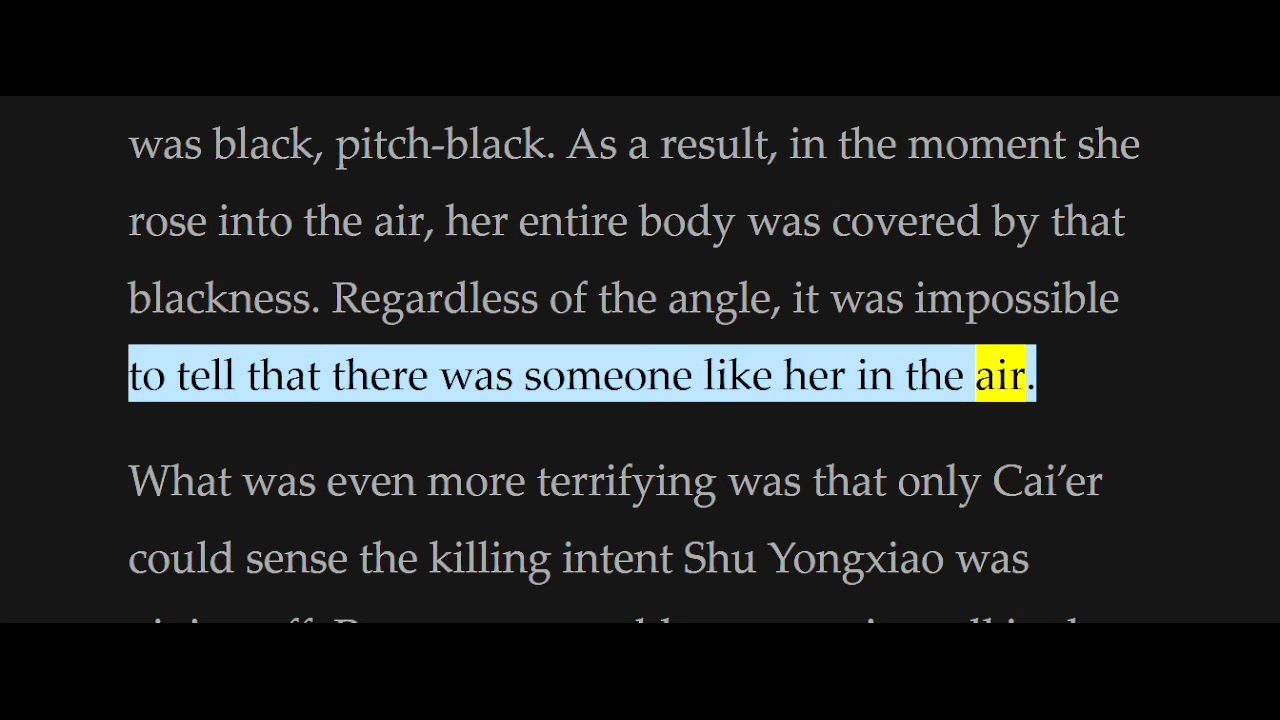 was black, pitch-black. As a result, in the moment she
rose into the air, her entire body was covered by that
blackness. Regardless of the angle, it was impossible
to tell that there was someone like her in the air.
What was even more terrifying was that only Cai’er
could sense the killing intent Shu Yongxiao was